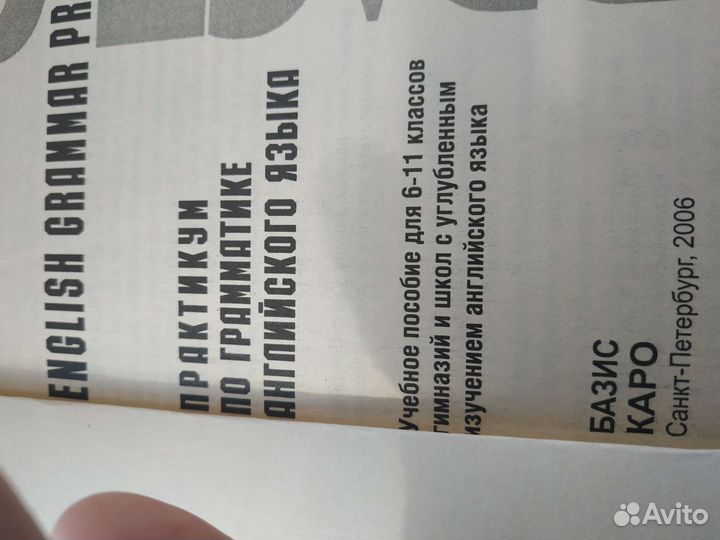 ENGLISH GRAMMAR PR
ПРАКТИКУМ
ПО ГРАММАТИКЕ
АНГЛИЙСКОГО ЯЗЫКА
Учебное пособие для 6-11 классов
гимназий и школ с углубленным
изучением английского языка
БАЗИС
КАРО
Санкт-Петербург, 2006
Avito